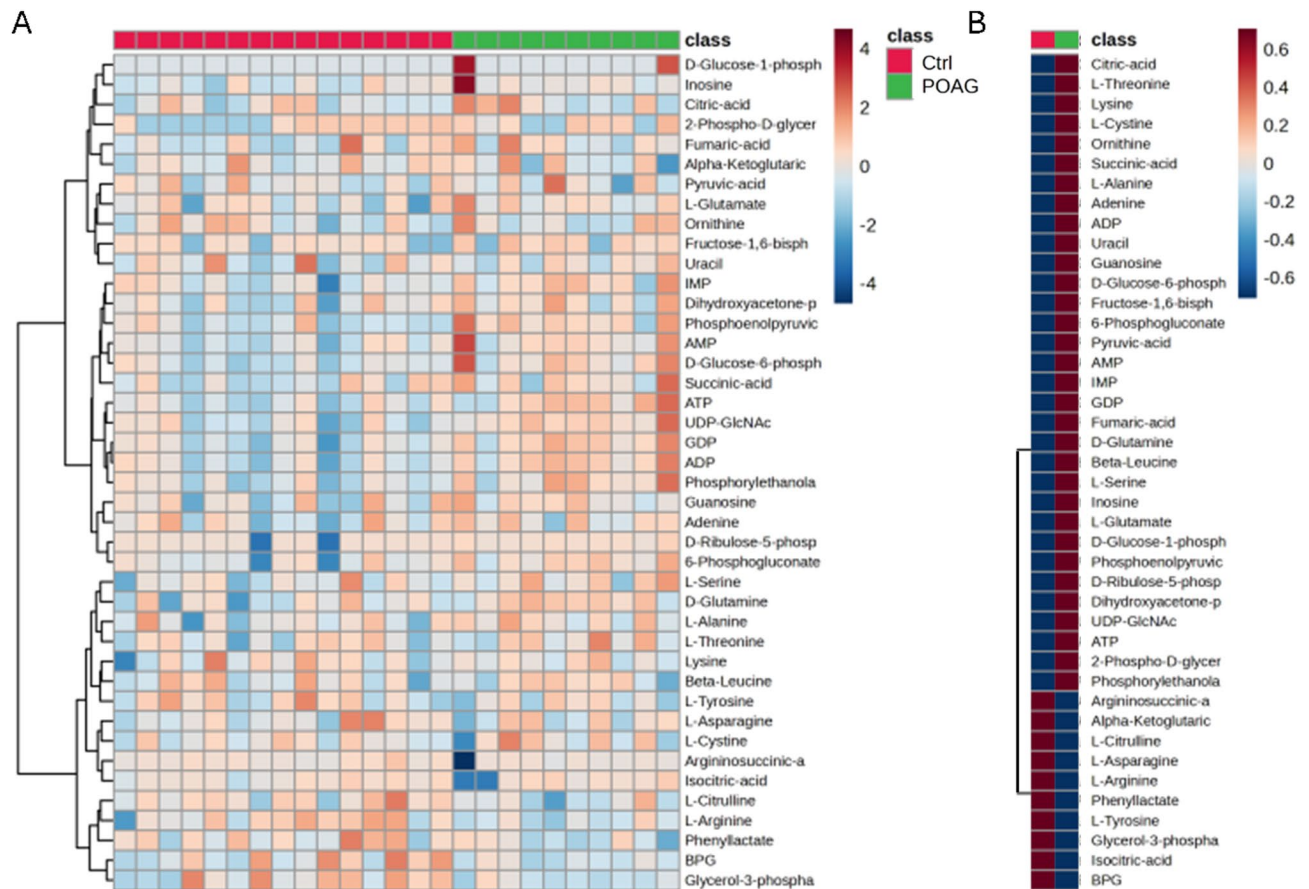 A
class
D-Glucose-1-phosph
Inosine
Citric-acid
2-Phospho-D-glycer
Fumaric-acid
Alpha-Ketoglutaric
Pyruvic-acid
L-Glutamate
Ornithine
Fructose-1,6-bisph
Uracil
IMP
Dihydroxyacetone-p
Phosphoenolpyruvic
AMP
D-Glucose-6-phosph
Succinic-acid
ATP
UDP-GlcNAc
GDP
ADP
Phosphorylethanola
Guanosine
Adenine
D-Ribulose-5-phosp
6-Phosphogluconate
L-Serine
D-Glutamine
L-Alanine
L-Threonine
Lysine
Beta-Leucine
L-Tyrosine
L-Asparagine
L-Cystine
Argininosuccinic-a
Isocitric-acid
L-Citrulline
L-Arginine
Phenyllactate
BPG
Glycerol-3-phospha
4
2
0
-2
-4
class
Ctrl
POAG
B
class
Citric-acid
L-Threonine
Lysine
L-Cystine
Ornithine
Succinic-acid
L-Alanine
Adenine
ADP
Uracil
Guanosine
D-Glucose-6-phosph
Fructose-1,6-bisph
6-Phosphogluconate
Pyruvic-acid
AMP
IMP
GDP
Fumaric-acid
D-Glutamine
Beta-Leucine
L-Serine
Inosine
L-Glutamate
D-Glucose-1-phosph
Phosphoenolpyruvic
D-Ribulose-5-phosp
Dihydroxyacetone-p
UDP-GlcNAc
ATP
2-Phospho-D-glycer
Phosphorylethanola
Argininosuccinic-a
Alpha-Ketoglutaric
L-Citrulline
L-Asparagine
L-Arginine
Phenyllactate
L-Tyrosine
Glycerol-3-phospha
Isocitric-acid
BPG
0.6
0.4
0.2
0
-0.2
-0.4
-0.6